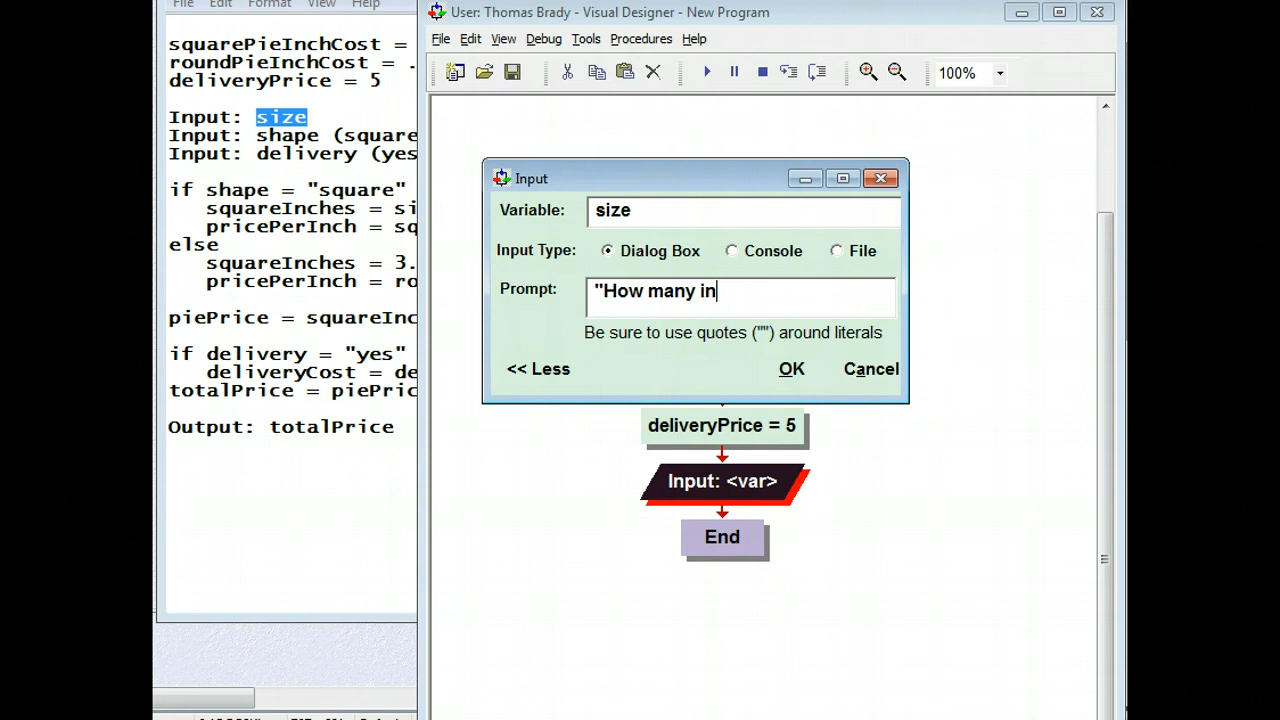 File Edit Format View Help
squarePieInchCost =
roundPieInchCost = .
deliveryPrice = 5
Input: size
Input: shape (square
Input: delivery (yes
if shape = "square"
squareInches = si
pricePerInch = sq
else
squareInches = 3.
pricePerInch = ro
piePrice = squareInc
if delivery = "yes"
deliveryCost = de
totalPrice = piePric
Output: totalPrice
User: Thomas Brady - Visual Designer - New Program
File Edit View Debug Tools Procedures Help
100%
Input
Variable: size
Input Type: Dialog Box Console File
Prompt: "How many in
Be sure to use quotes ("") around literals
<< Less OK Cancel
deliveryPrice = 5
Input: <var>
End